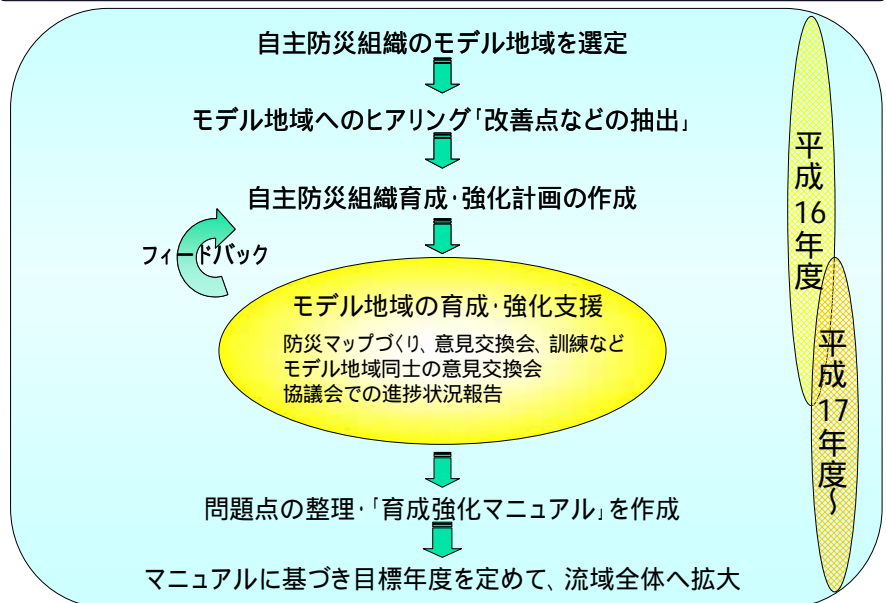 自主防災組織のモデル地域を選定
モデル地域へのヒアリング「改善点などの抽出」
自主防災組織育成・強化計画の作成
フィードバック
モデル地域の育成・強化支援
防災マップづくり、意見交換会、訓練など
モデル地域同士の意見交換会
協議会での進捗状況報告
問題点の整理・「育成強化マニュアル」を作成
マニュアルに基づき目標年度を定めて、流域全体へ拡大
平成16年度
平成17年度～